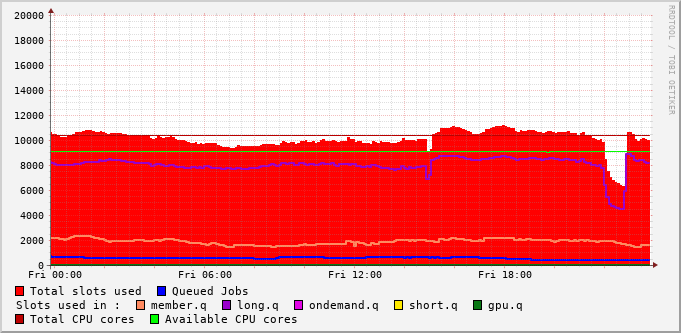 RRDTOOL / TOBI OETIKER
20000
18000
16000
14000
12000
10000
8000
6000
4000
2000
0
Fri 00:00 Fri 06:00 Fri 12:00 Fri 18:00
Total slots used Queued Jobs
Slots used in : member.q long.q ondemand.q short.q gpu.q
Total CPU cores Available CPU cores